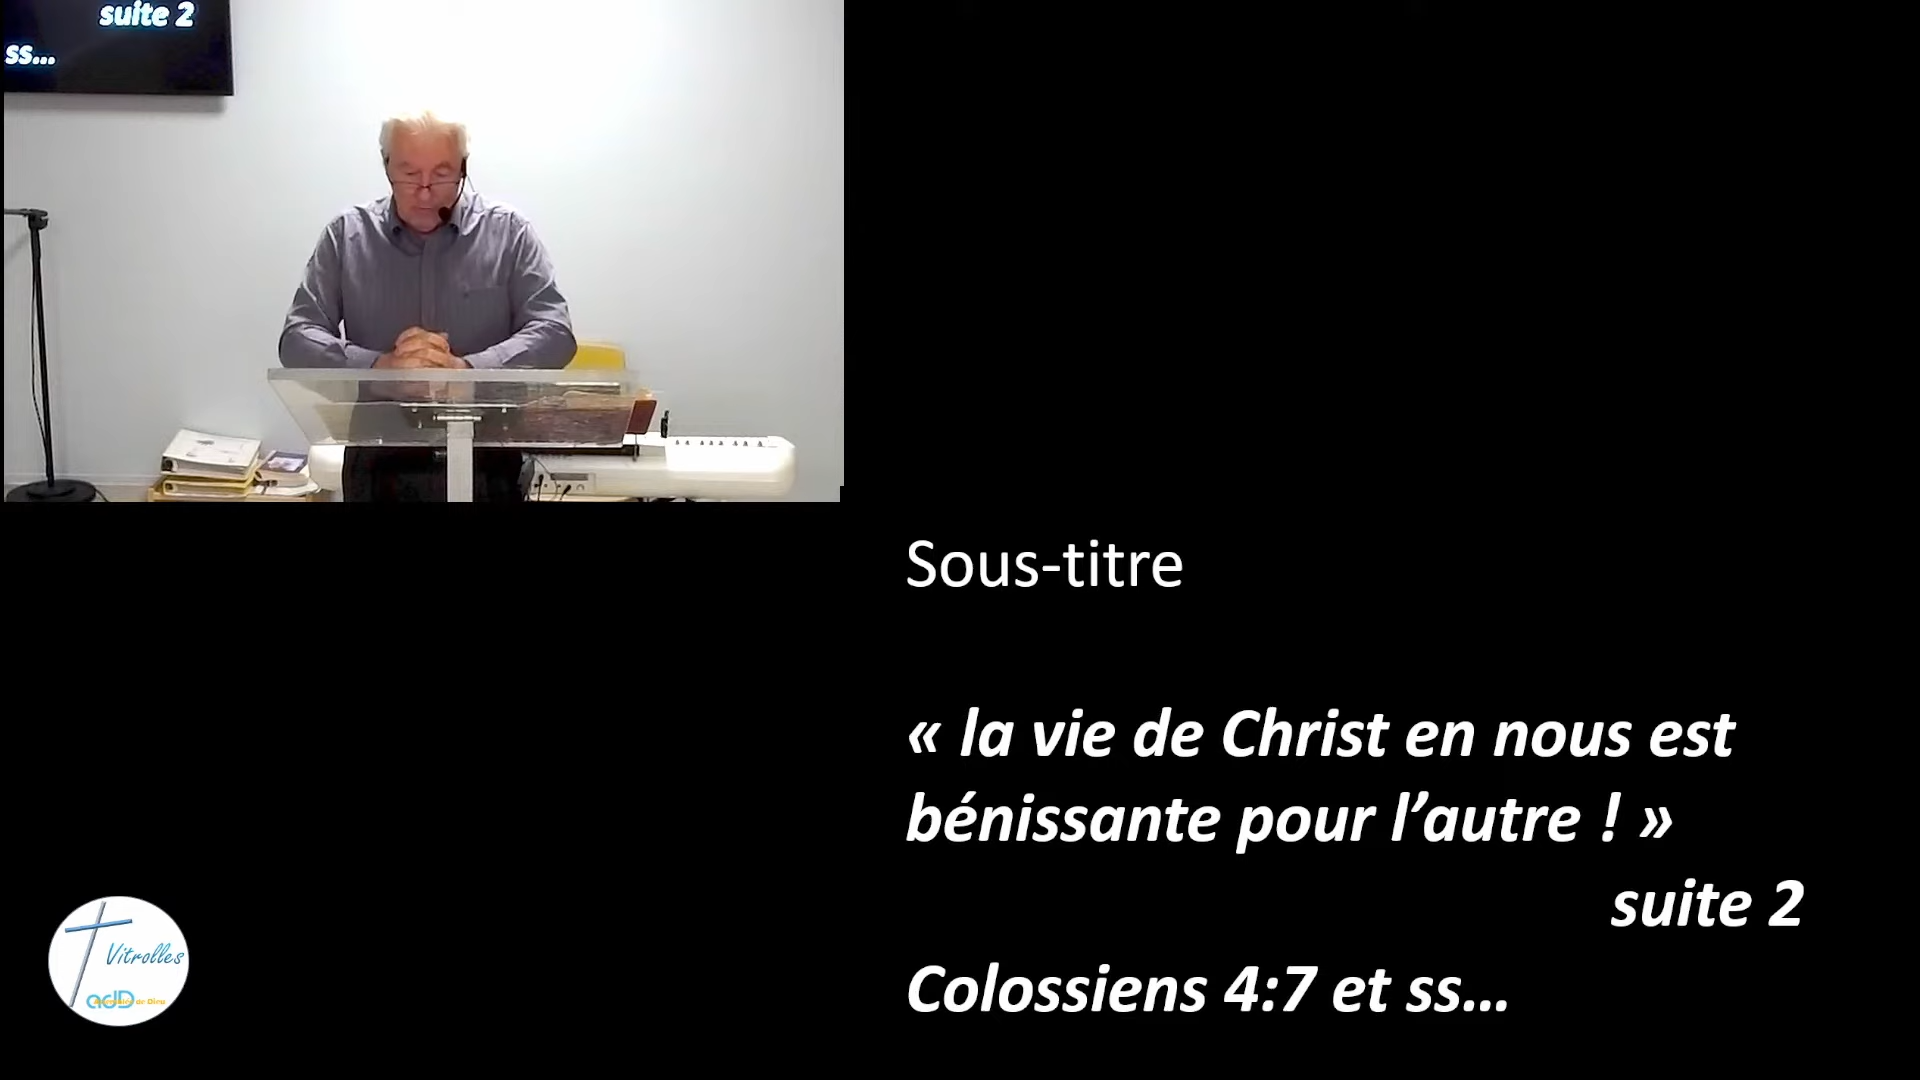 suite 2
ss...
Sous-titre
« la vie de Christ en nous est
bénissante pour l’autre ! »
suite 2
Colossiens 4:7 et ss...
Vitrolles
adD